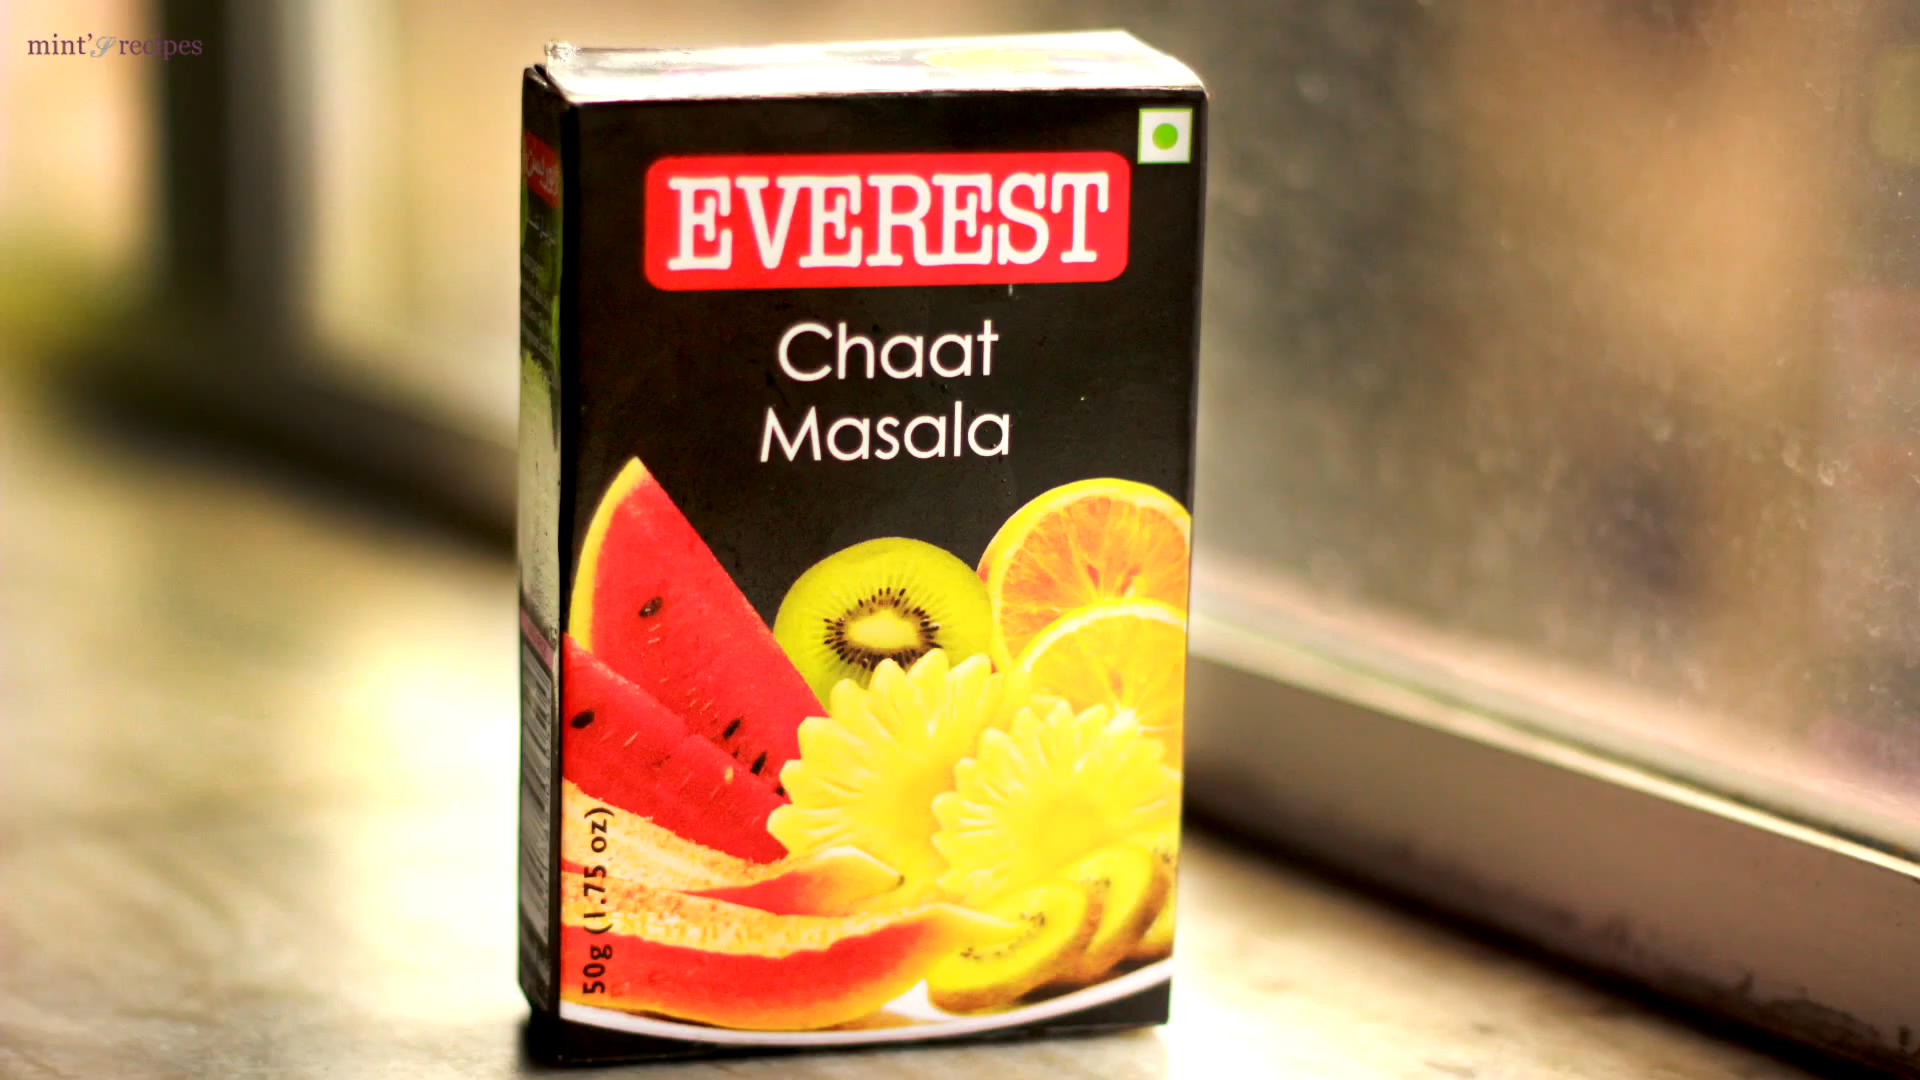 mint's recipes
EVEREST
Chaat
Masala
50g (1.75 oz)